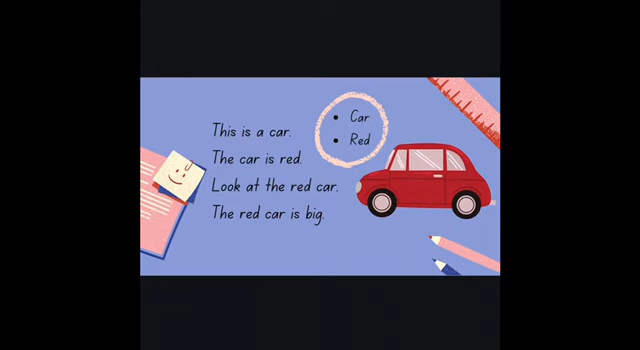 This is a car.
The car is red.
Look at the red car.
The red car is big.
• Car
• Red